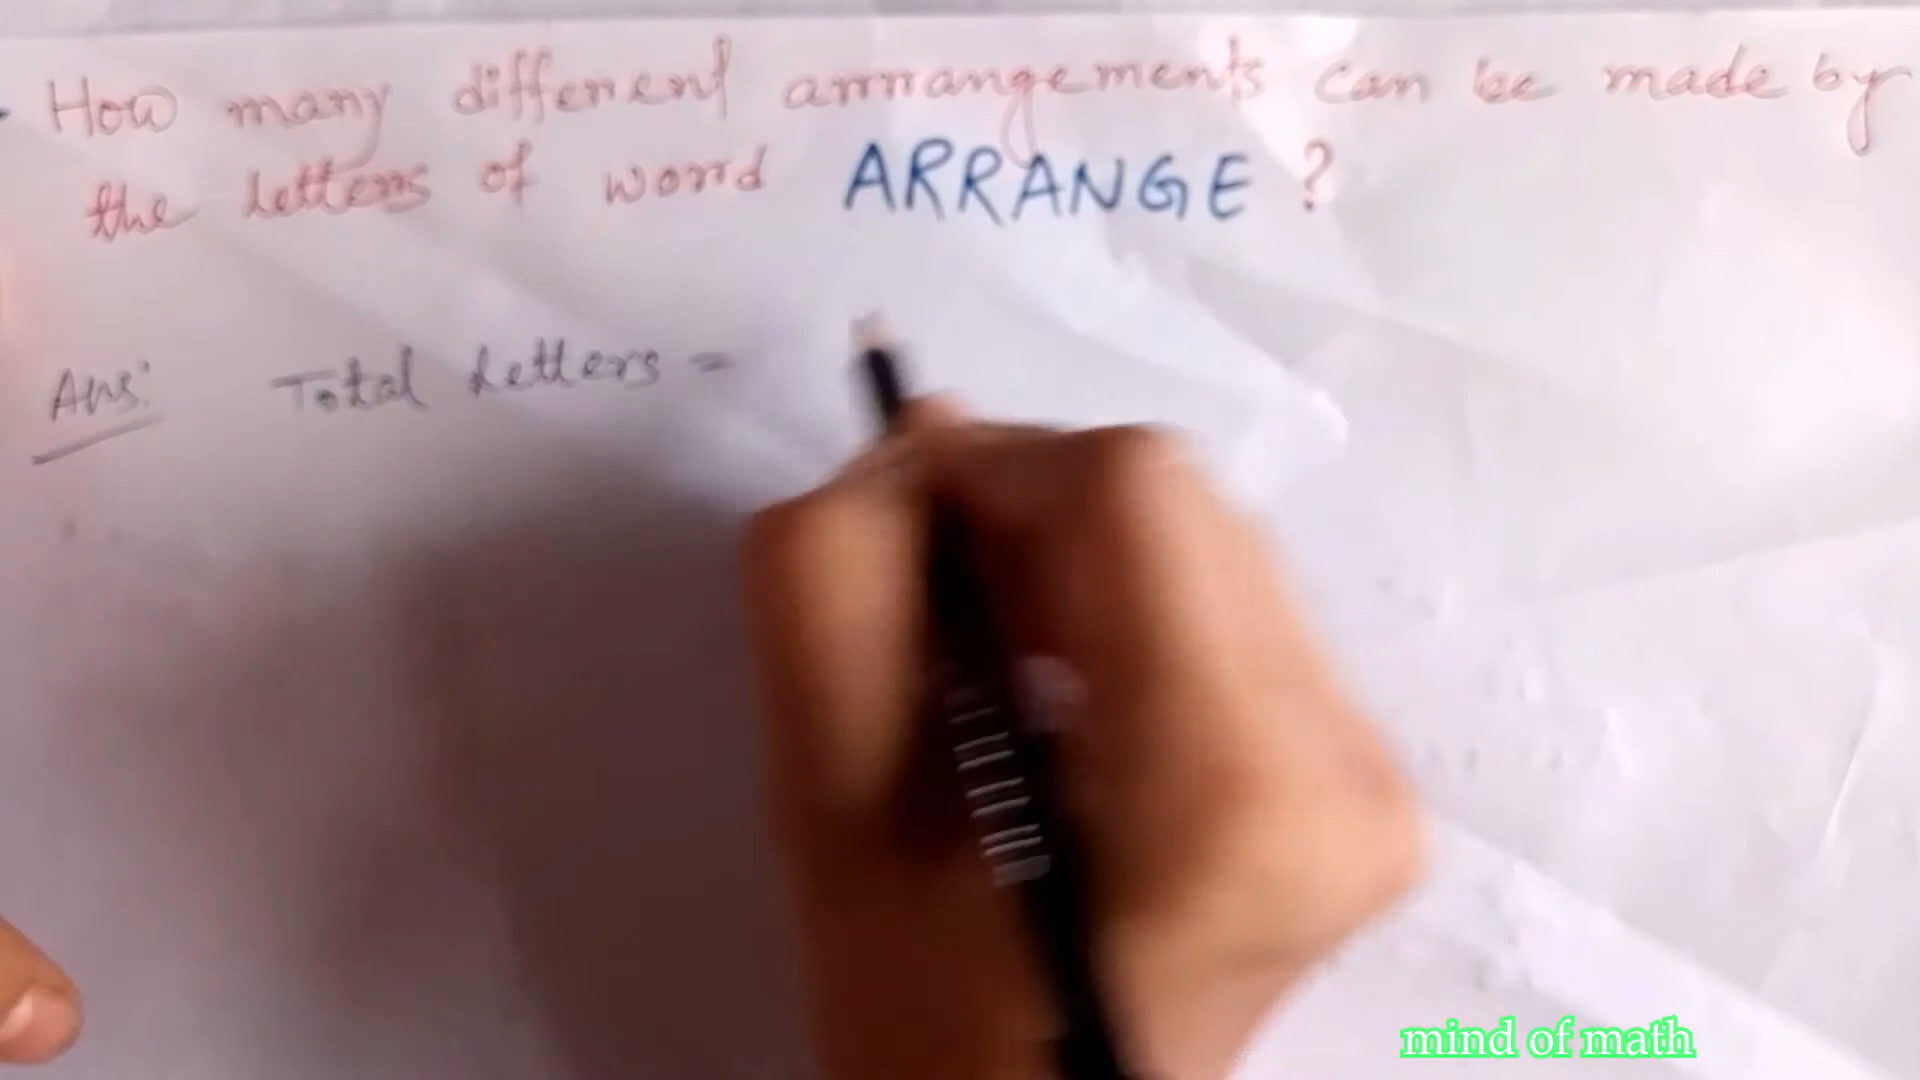 How many different arrangements can be made by
the letters of word ARRANGE ?
Ans: Total Letters =
mind of math